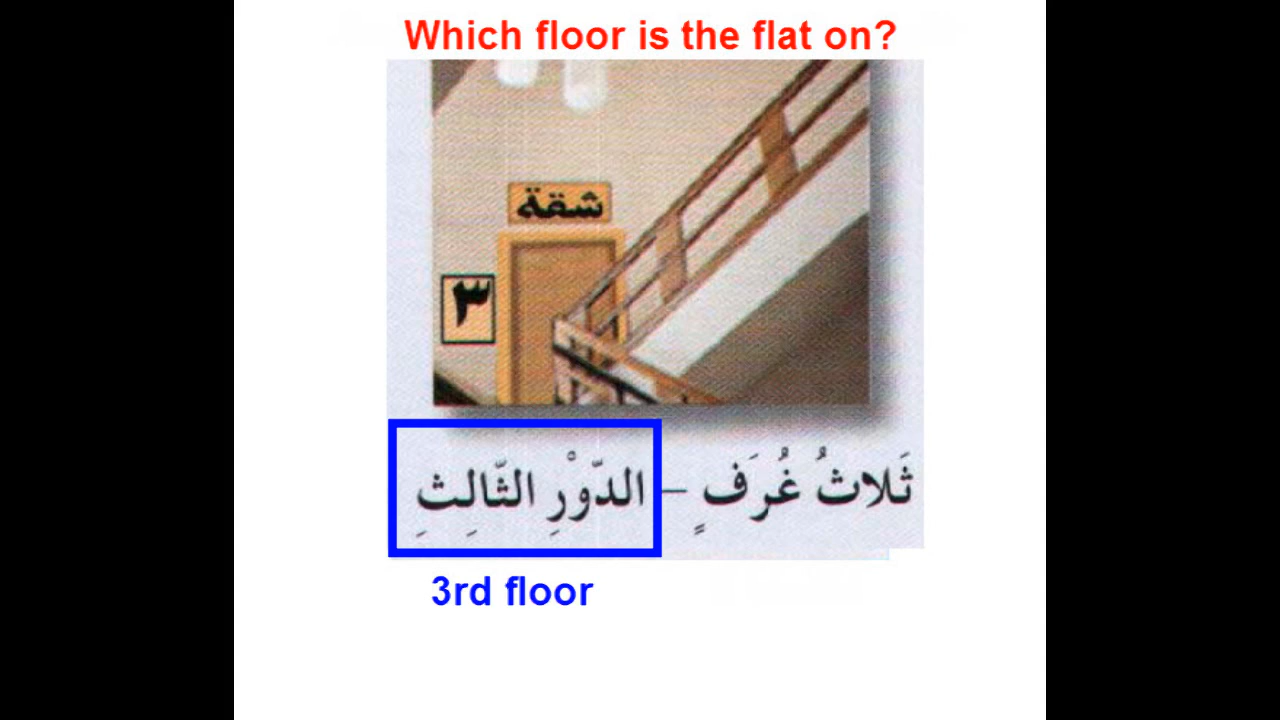 Which floor is the flat on?
شقة
٣
ثَلاثُ غُرَفٍ – الدّوْرِ الثّالِثِ
3rd floor